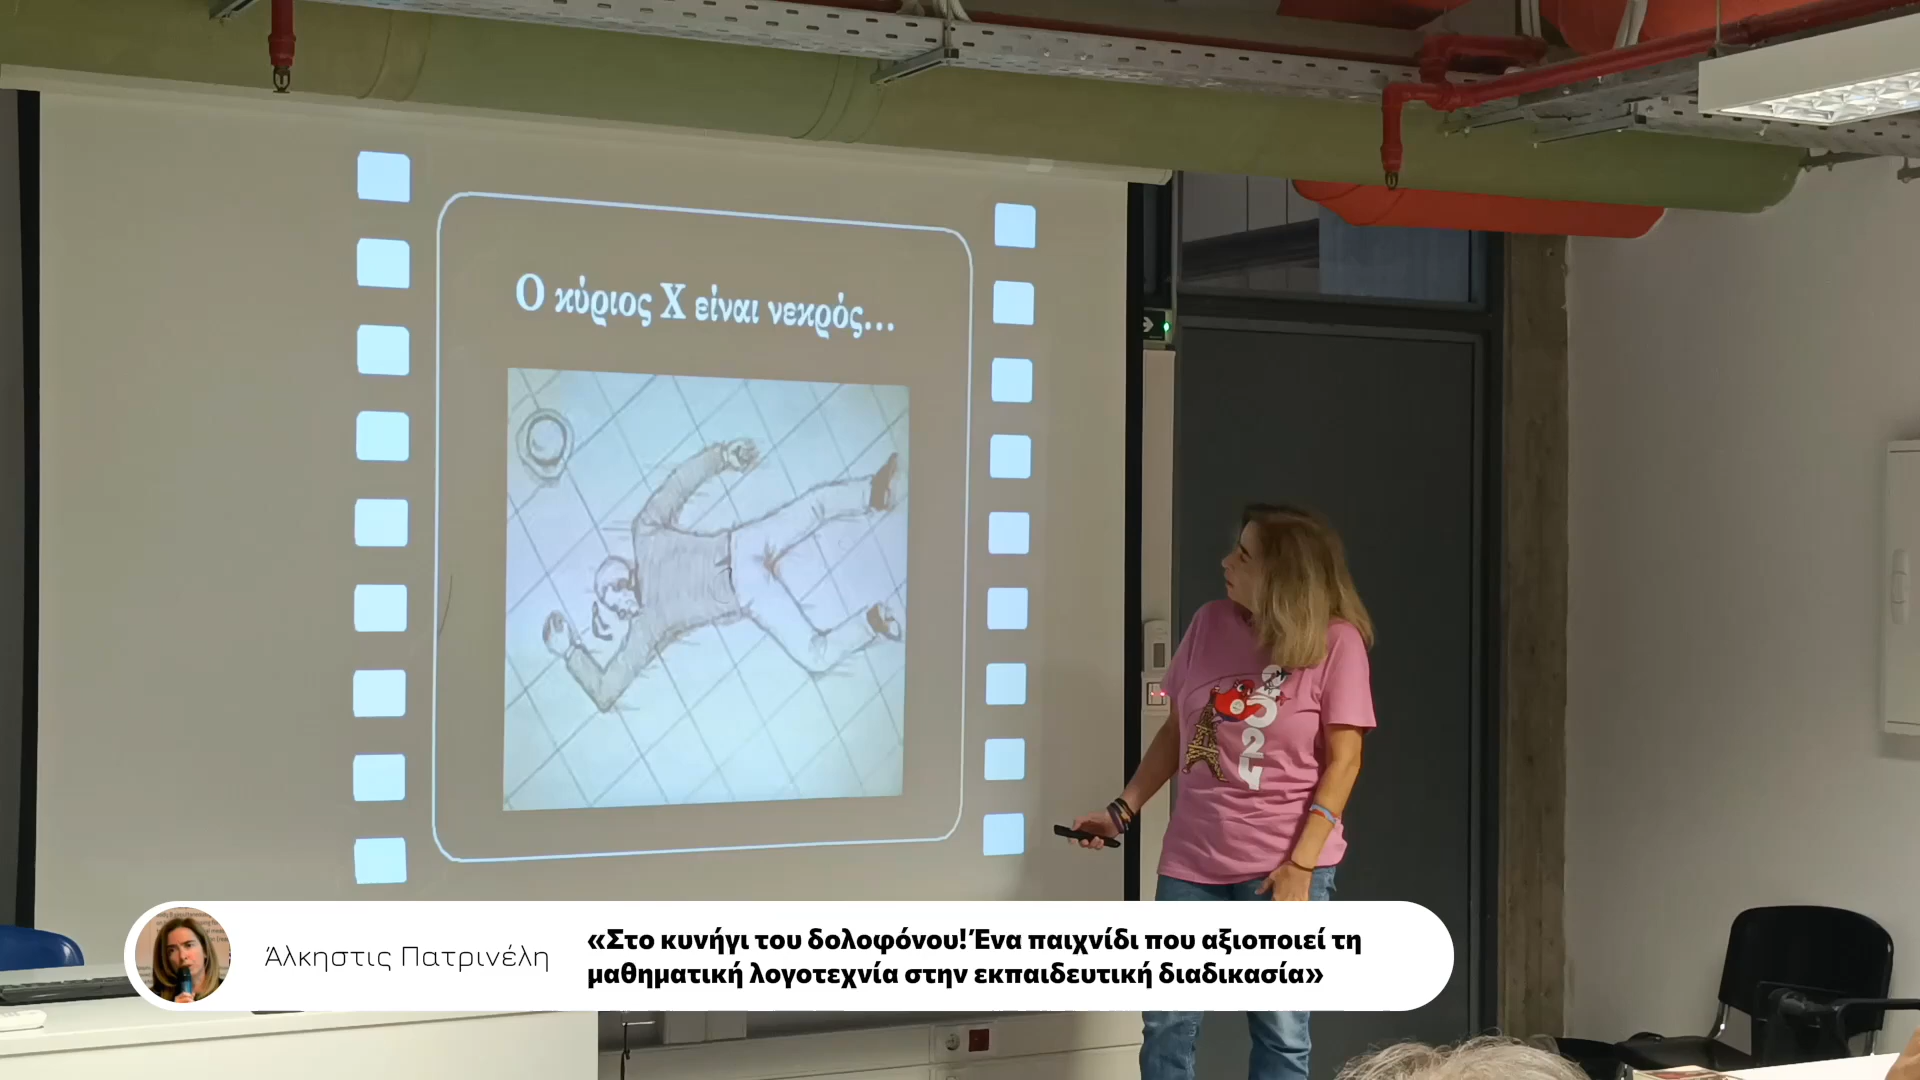 Ο κύριος Χ είναι νεκρός...
2024
Άλκηστις Πατρινέλη
«Στο κυνήγι του δολοφόνου! Ένα παιχνίδι που αξιοποιεί τη
μαθηματική λογοτεχνία στην εκπαιδευτική διαδικασία»